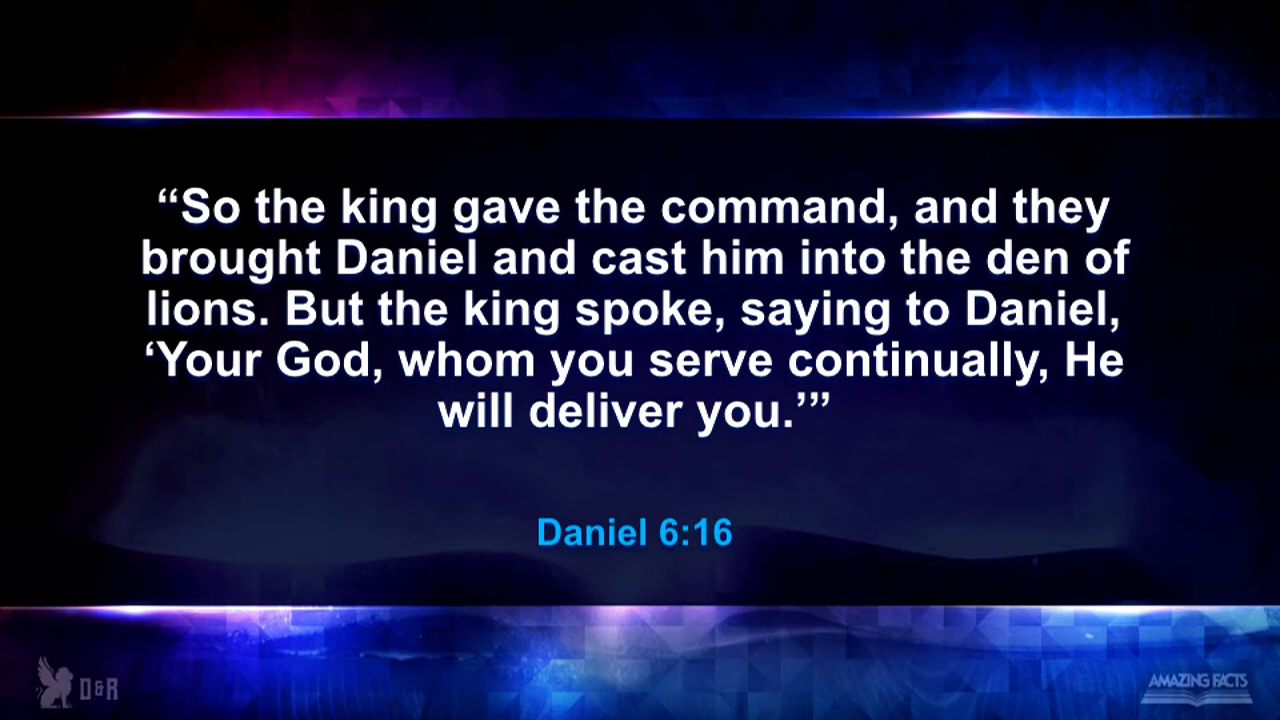 “So the king gave the command, and they
brought Daniel and cast him into the den of
lions. But the king spoke, saying to Daniel,
‘Your God, whom you serve continually, He
will deliver you.’”
Daniel 6:16
D&R
AMAZING FACTS